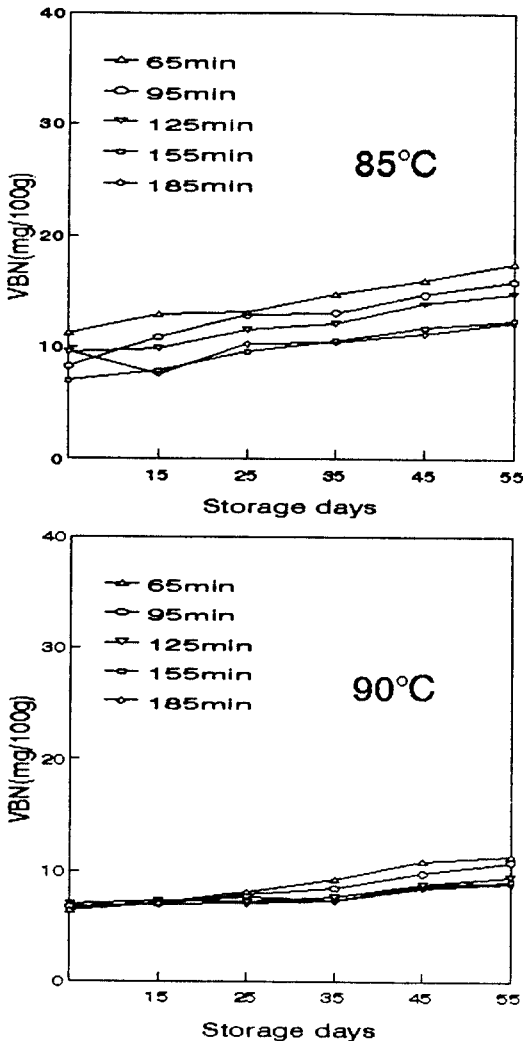 40
65min
95min
30
125min
155min
85°C
185min
VBN(mg/100g)
20
10
0
15 25 35 45 55
Storage days
40
65min
95min
30
125min
155min
90°C
185min
VBN(mg/100g)
20
10
0
15 25 35 45 55
Storage days